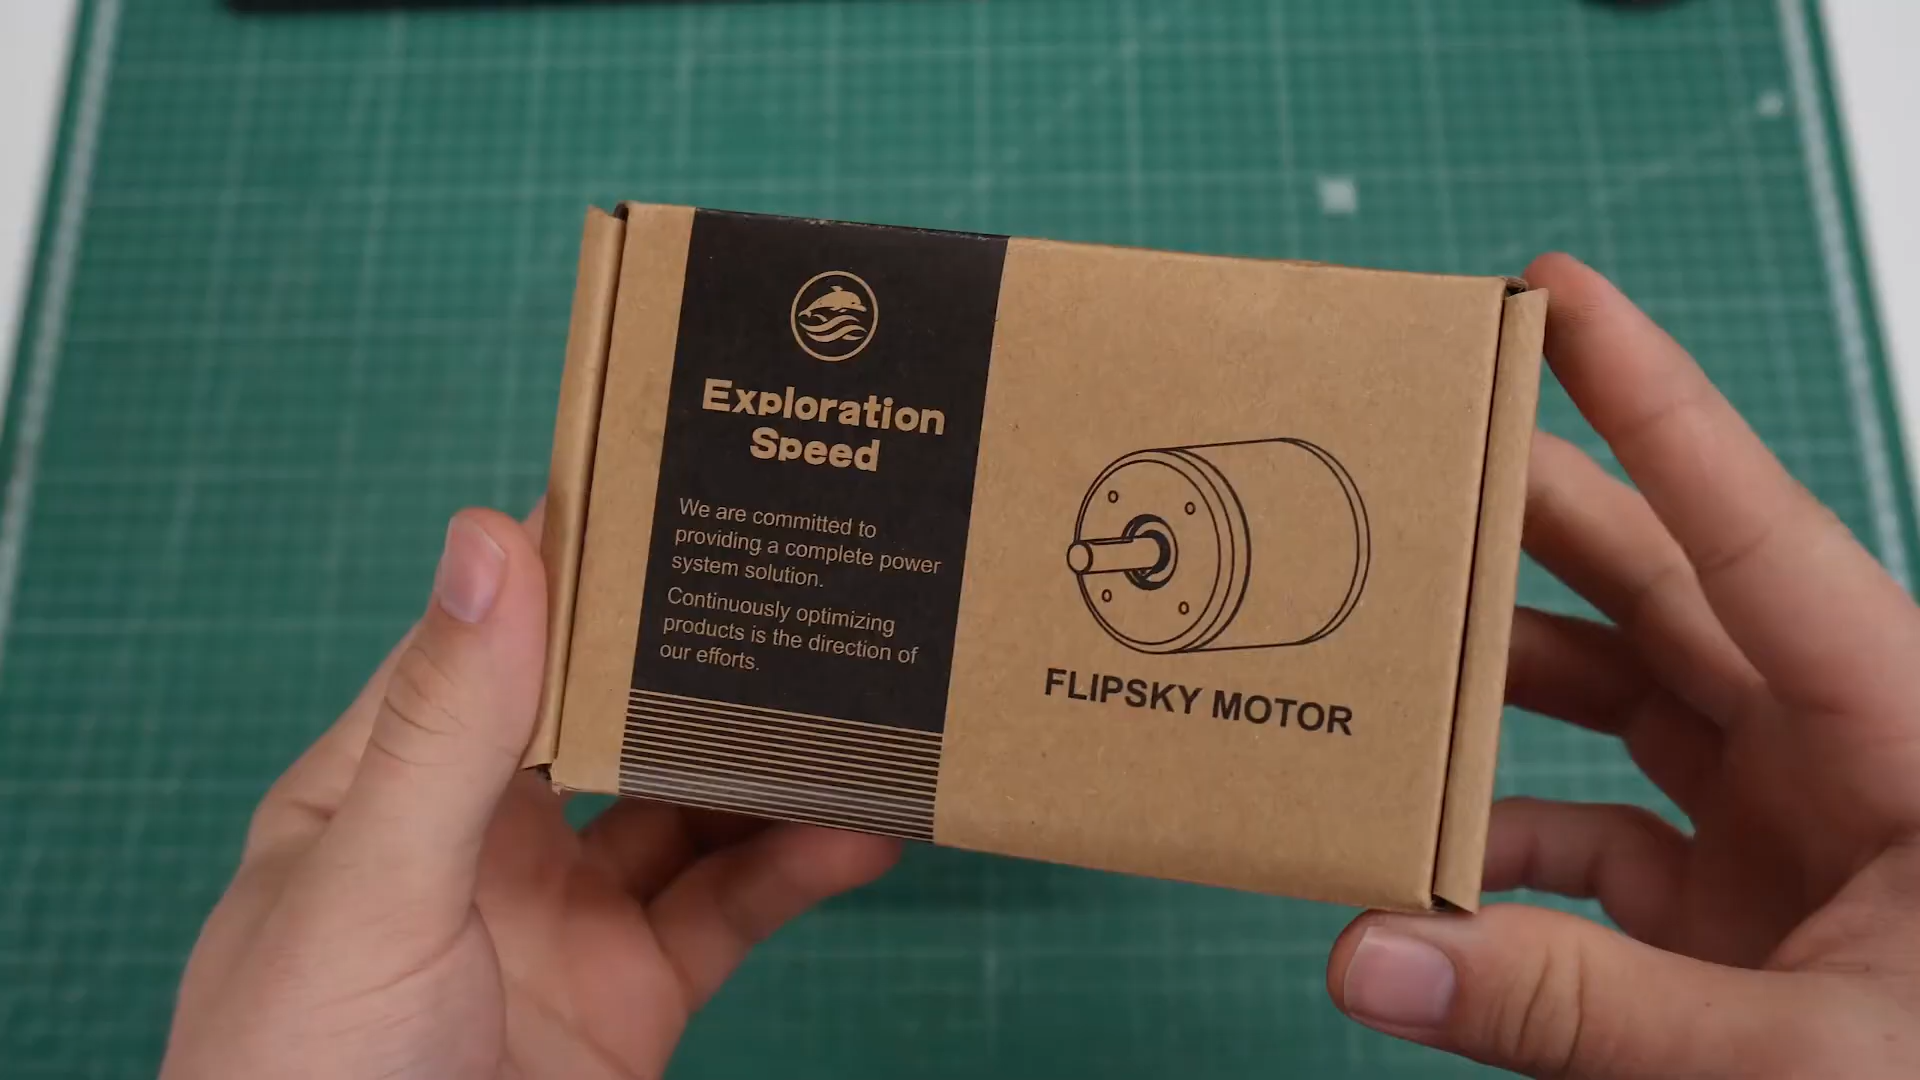 Exploration
Speed
We are committed to
providing a complete power
system solution.
Continuously optimizing
products is the direction of
our efforts.
FLIPSKY MOTOR